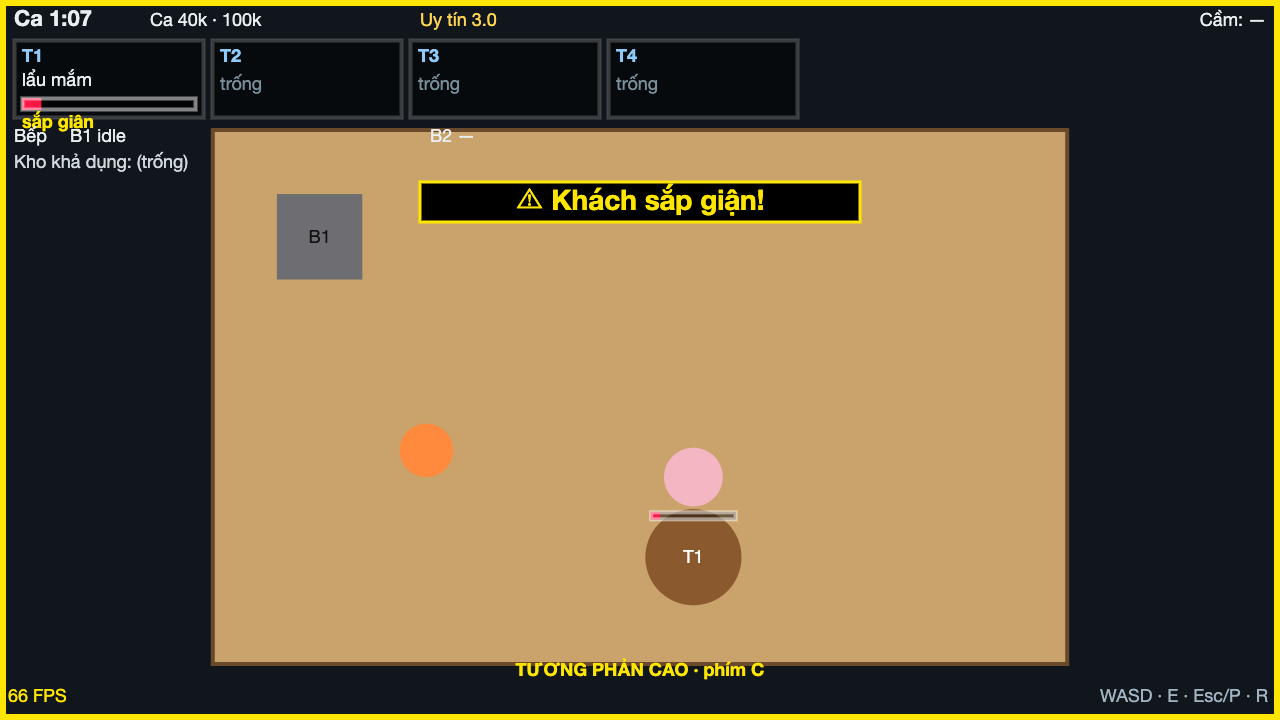 Ca 1:07 Ca 40k · 100k Uy tín 3.0 Cầm: —
T1 T2 T3 T4
lẩu mắm trống trống trống
sắp giận
Bếp B1 idle B2 —
Kho khả dụng: (trống)
⚠ Khách sắp giận!
B1
T1
TƯƠNG PHẢN CAO · phím C
66 FPS WASD · E · Esc/P · R